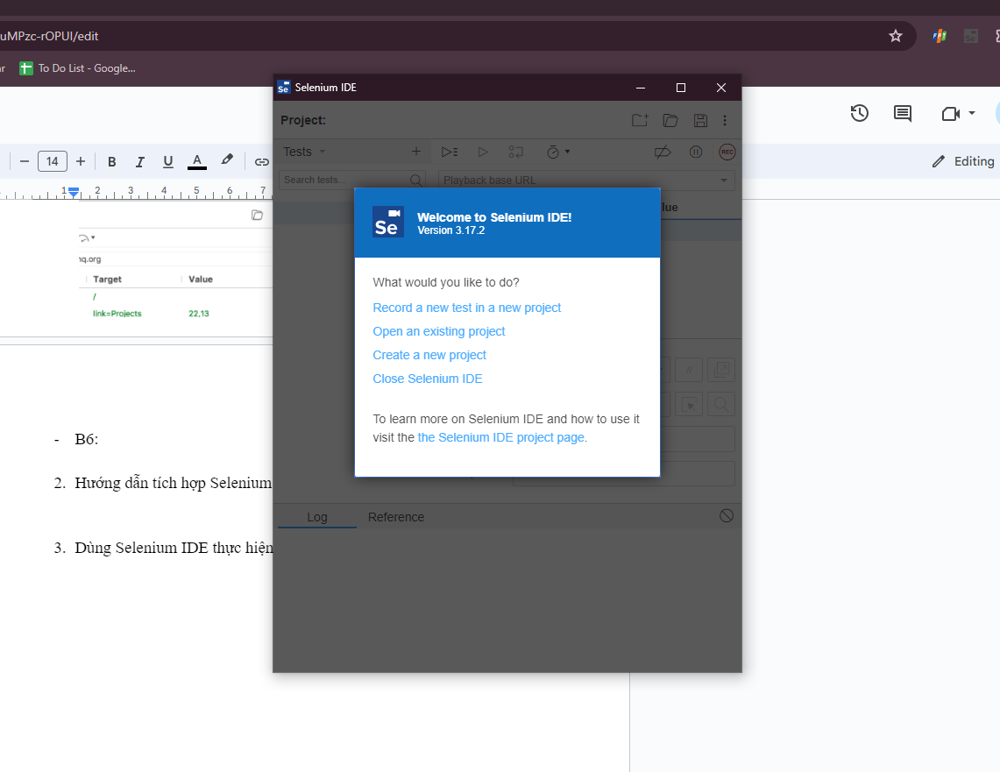 uMPzc-rOPUI/edit
To Do List - Google...
Se Selenium IDE
Project:
14 B I U A
Editing
Tests
REC
Search tests...
Playback base URL
1 2 3 4 5 6 7
Se
Welcome to Selenium IDE!
Version 3.17.2
lue
nq.org
Target Value
/
link=Projects 22,13
What would you like to do?
Record a new test in a new project
Open an existing project
Create a new project
Close Selenium IDE
//
To learn more on Selenium IDE and how to use it
visit the the Selenium IDE project page.
- B6:
2. Hướng dẫn tích hợp Selenium
Log Reference
3. Dùng Selenium IDE thực hiện